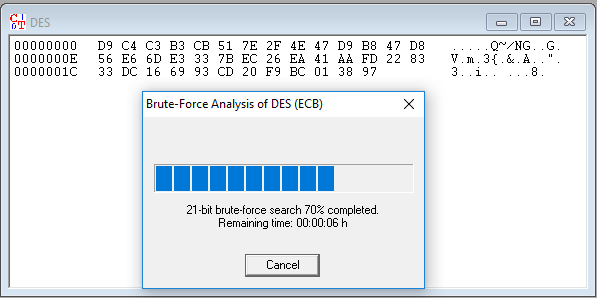 DES
00000000 D9 C4 C3 B3 CB 51 7E 2F 4E 47 D9 B8 47 D8 .....Q~/NG..G.
0000000E 56 E6 6D E3 33 7B EC 26 EA 41 AA FD 22 83 V.m.3{.&.A..".
0000001C 33 DC 16 69 93 CD 20 F9 BC 01 38 97 3..i.. ...8.
Brute-Force Analysis of DES (ECB)
21-bit brute-force search 70% completed.
Remaining time: 00:00:06 h
Cancel